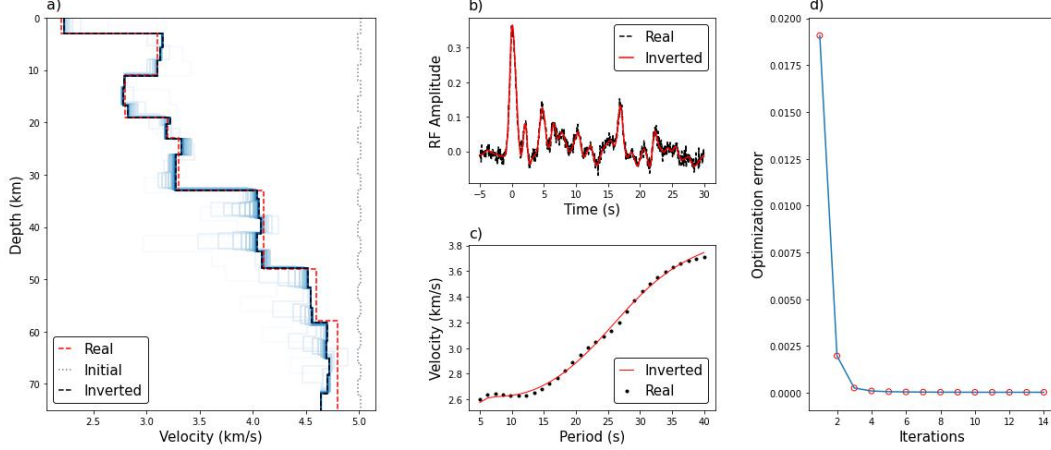 a)
0
10
20
30
40
50
60
70
Depth (km)
Real
Initial
Inverted
2.5 3.0 3.5 4.0 4.5 5.0
Velocity (km/s)
b)
0.3
0.2
0.1
0.0
RF Amplitude
Real
Inverted
-5 0 5 10 15 20 25 30
Time (s)
c)
3.8
3.6
3.4
3.2
3.0
2.8
2.6
Velocity (km/s)
Inverted
Real
5 10 15 20 25 30 35 40
Period (s)
d)
0.0200
0.0175
0.0150
0.0125
0.0100
0.0075
0.0050
0.0025
0.0000
Optimization error
2 4 6 8 10 12 14
Iterations